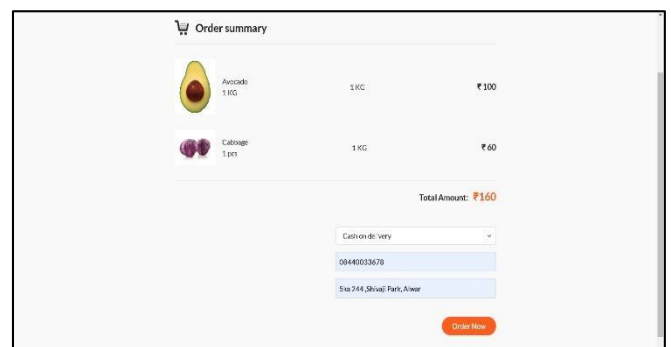 Order summary
Avocado
1 KG
1 KG
₹ 100
Cabbage
1 pcs
1 KG
₹ 60
Total Amount: ₹160
Cash on delivery
08440033678
5ka 244 ,Shivaji Park, Alwar
Order Now